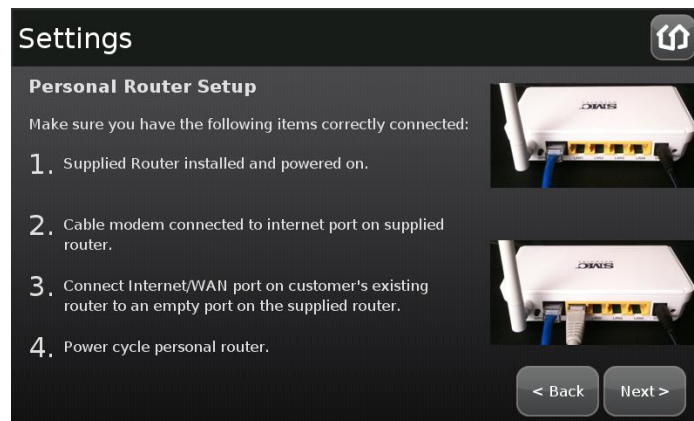 Settings
Personal Router Setup
Make sure you have the following items correctly connected:
1. Supplied Router installed and powered on.
2. Cable modem connected to internet port on supplied
router.
3. Connect Internet/WAN port on customer's existing
router to an empty port on the supplied router.
4. Power cycle personal router.
SMC
SMC
< Back
Next >